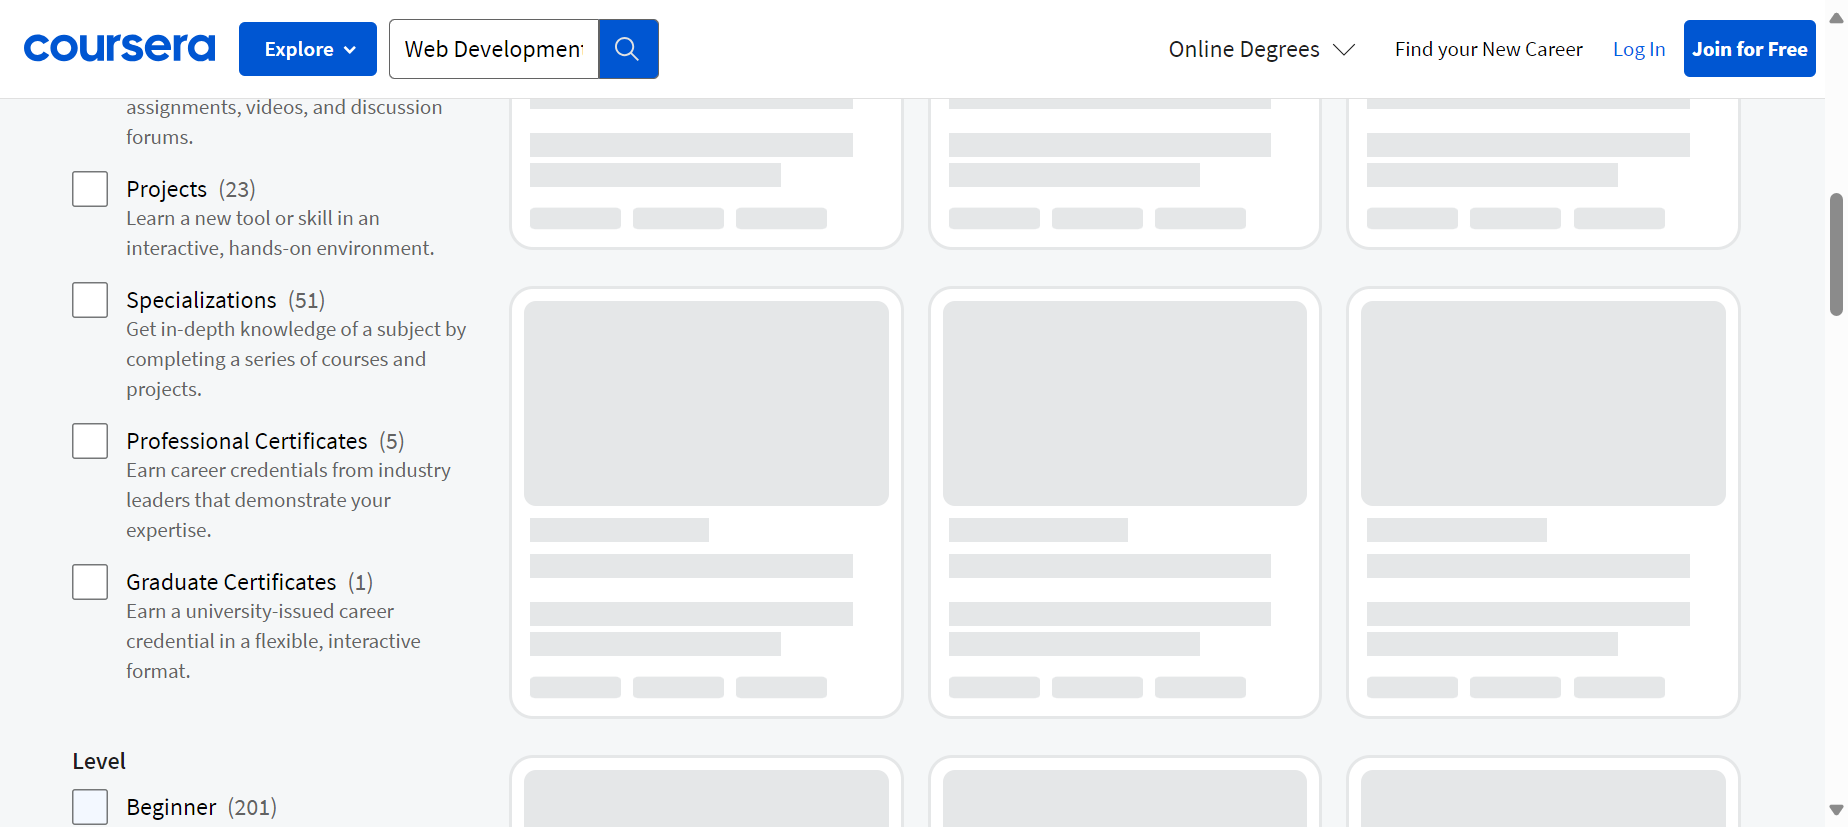 coursera
Explore
Web Development
Online Degrees
Find your New Career
Log In
Join for Free
assignments, videos, and discussion
forums.
Projects (23)
Learn a new tool or skill in an
interactive, hands-on environment.
Specializations (51)
Get in-depth knowledge of a subject by
completing a series of courses and
projects.
Professional Certificates (5)
Earn career credentials from industry
leaders that demonstrate your
expertise.
Graduate Certificates (1)
Earn a university-issued career
credential in a flexible, interactive
format.
Level
Beginner (201)